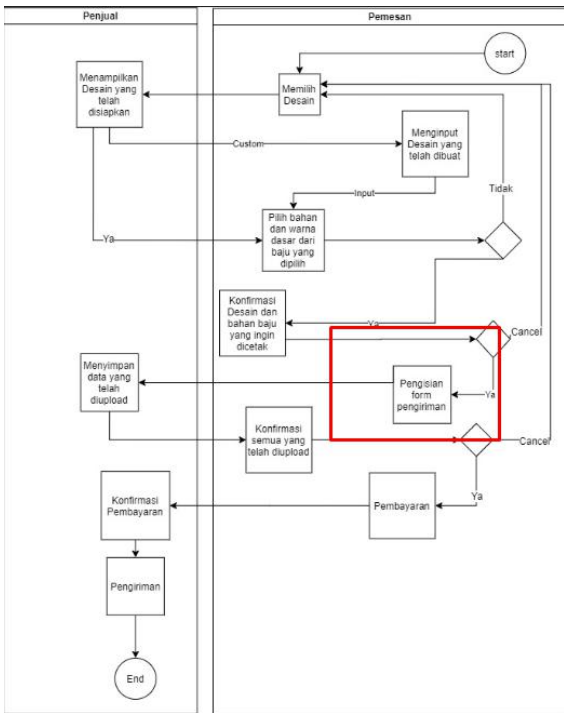 Penjual
Pemesan
start
Menampilkan
Desain yang
telah
disiapkan
Memilih
Desain
Custom
Menginput
Desain yang
telah dibuat
Input
Tidak
Ya
Pilih bahan
dan warna
dasar dari
baju yang
dipilih
Konfirmasi
Desain dan
bahan baju
yang ingin
dicetak
Ya
Cancel
Menyimpan
data yang
telah
diupload
Pengisian
form
pengiriman
Ya
Konfirmasi
semua yang
telah diupload
Cancel
Ya
Konfirmasi
Pembayaran
Pembayaran
Pengiriman
End